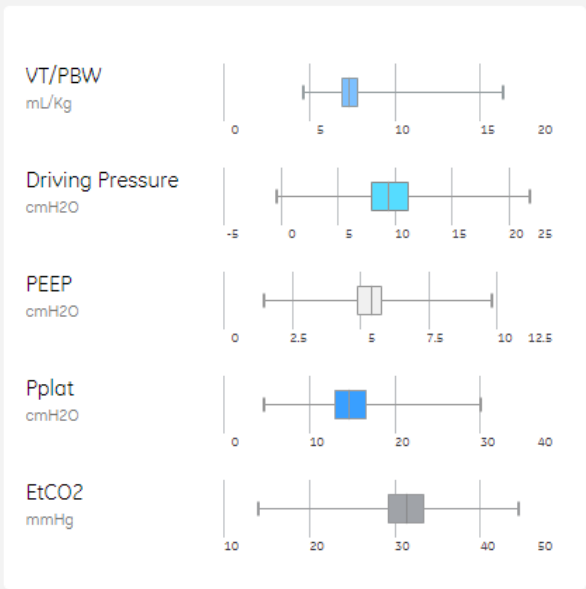 VT/PBW
mL/Kg
0 5 10 15 20
Driving Pressure
cmH2O
-5 0 5 10 15 20 25
PEEP
cmH2O
0 2.5 5 7.5 10 12.5
Pplat
cmH2O
0 10 20 30 40
EtCO2
mmHg
10 20 30 40 50